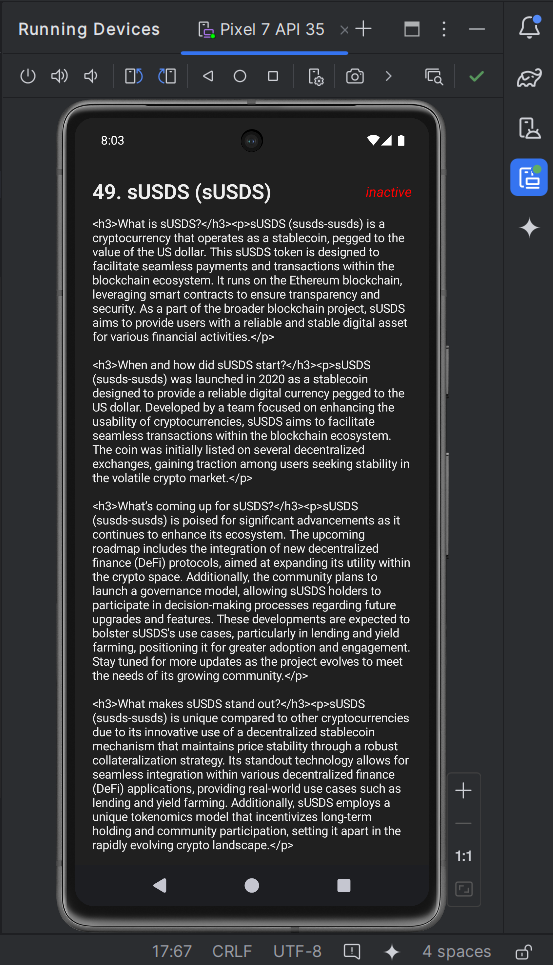 Running Devices
Pixel 7 API 35
8:03
49. sUSDS (sUSDS)
inactive
<h3>What is sUSDS?</h3><p>sUSDS (susds-susds) is a
cryptocurrency that operates as a stablecoin, pegged to the
value of the US dollar. This sUSDS token is designed to
facilitate seamless payments and transactions within the
blockchain ecosystem. It runs on the Ethereum blockchain,
leveraging smart contracts to ensure transparency and
security. As a part of the broader blockchain project, sUSDS
aims to provide users with a reliable and stable digital asset
for various financial activities.</p>
<h3>When and how did sUSDS start?</h3><p>sUSDS
(susds-susds) was launched in 2020 as a stablecoin
designed to provide a reliable digital currency pegged to the
US dollar. Developed by a team focused on enhancing the
usability of cryptocurrencies, sUSDS aims to facilitate
seamless transactions within the blockchain ecosystem.
The coin was initially listed on several decentralized
exchanges, gaining traction among users seeking stability in
the volatile crypto market.</p>
<h3>What's coming up for sUSDS?</h3><p>sUSDS
(susds-susds) is poised for significant advancements as it
continues to enhance its ecosystem. The upcoming
roadmap includes the integration of new decentralized
finance (DeFi) protocols, aimed at expanding its utility within
the crypto space. Additionally, the community plans to
launch a governance model, allowing sUSDS holders to
participate in decision-making processes regarding future
upgrades and features. These developments are expected to
bolster sUSDS's use cases, particularly in lending and yield
farming, positioning it for greater adoption and engagement.
Stay tuned for more updates as the project evolves to meet
the needs of its growing community.</p>
<h3>What makes sUSDS stand out?</h3><p>sUSDS
(susds-susds) is unique compared to other cryptocurrencies
due to its innovative use of a decentralized stablecoin
mechanism that maintains price stability through a robust
collateralization strategy. Its standout technology allows for
seamless integration within various decentralized finance
(DeFi) applications, providing real-world use cases such as
lending and yield farming. Additionally, sUSDS employs a
unique tokenomics model that incentivizes long-term
holding and community participation, setting it apart in the
rapidly evolving crypto landscape.</p>
1:1
17:67 CRLF UTF-8 4 spaces